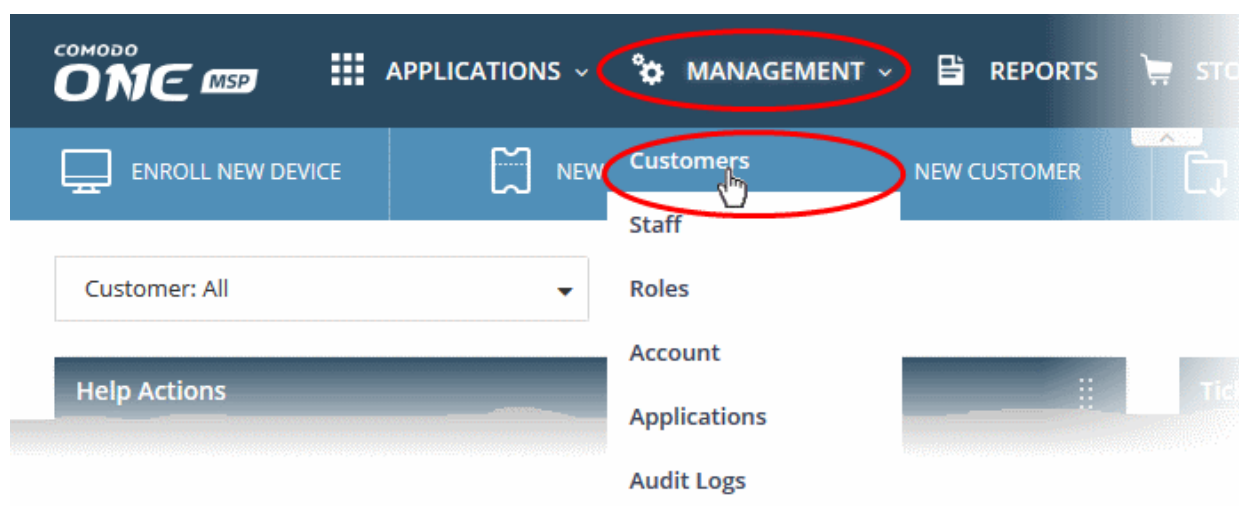 COMODO
ONE MSP
APPLICATIONS
MANAGEMENT
REPORTS
ENROLL NEW DEVICE
NEW
Customers
NEW CUSTOMER
Staff
Customer: All
Roles
Account
Help Actions
Applications
Audit Logs